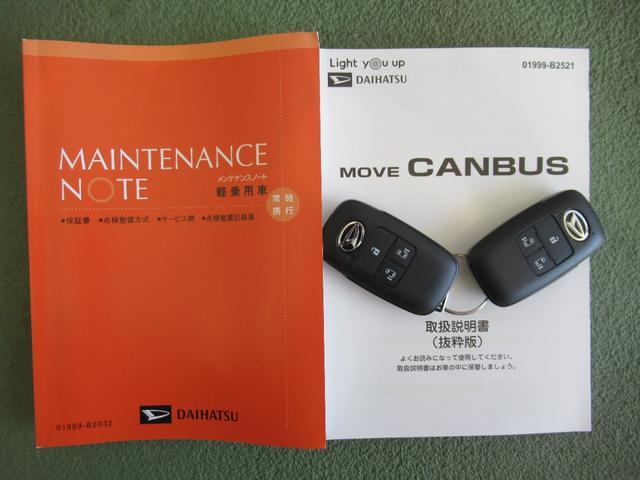 MAINTENANCE
NOTE
メンテナンスノート
軽乗用車
常時
携行
●保証書 ●点検整備方式 ●サービス網 ●点検整備記録簿
DAIHATSU
01989-B2032
Light you up
DAIHATSU
01999-B2521
MOVE CANBUS
取扱説明書
（抜粋版）
よくお読みになって使用してください。
取扱説明書はお車の中に保管しましょう。